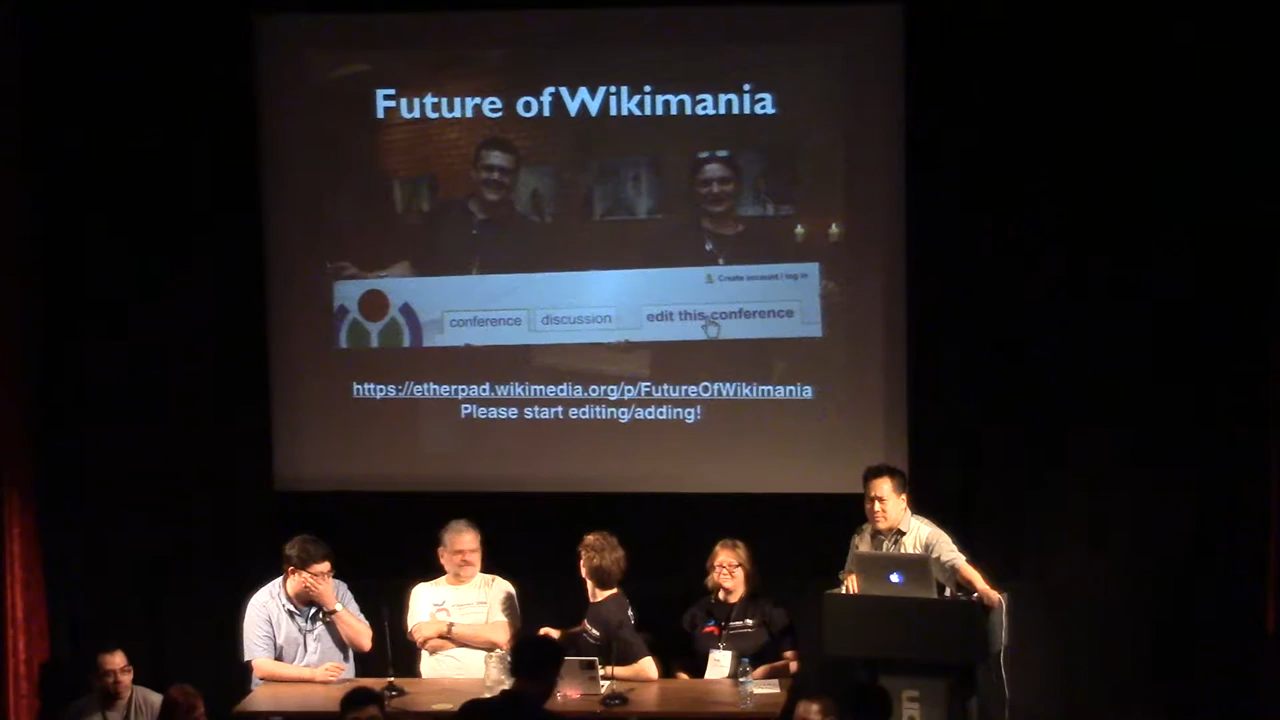 Future of Wikimania
Create account / log in
conference
discussion
edit this conference
https://etherpad.wikimedia.org/p/FutureOfWikimania
Please start editing/adding!